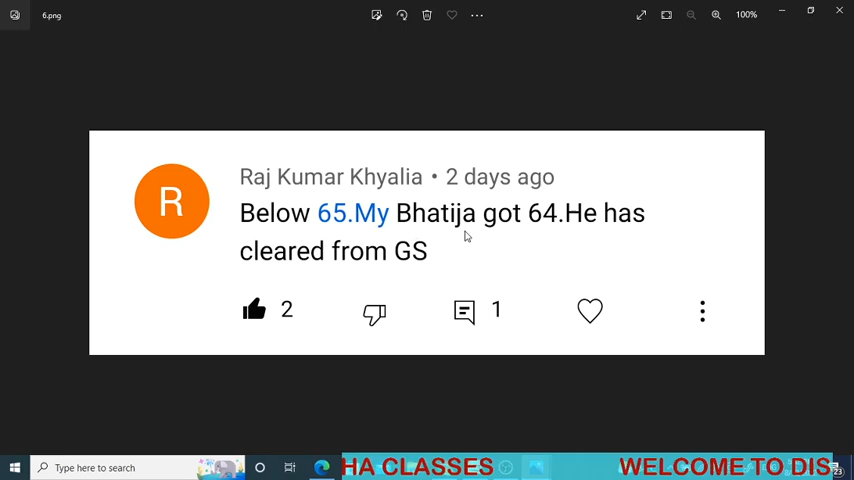 6.png
100%
Raj Kumar Khyalia • 2 days ago
Below 65.My Bhatija got 64.He has
cleared from GS
2
1
R
Type here to search
HA CLASSES
WELCOME TO DIS
23